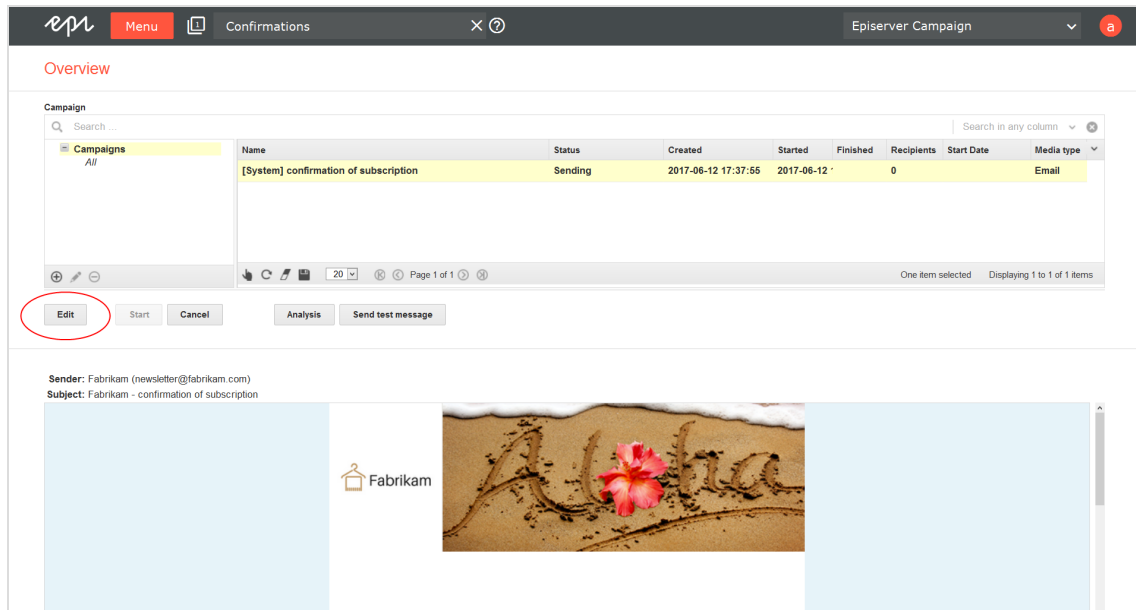 epi Menu 1 Confirmations Episerver Campaign a
Overview
Campaign
Search ... Search in any column
Campaigns
All
Name Status Created Started Finished Recipients Start Date Media type
[System] confirmation of subscription Sending 2017-06-12 17:37:55 2017-06-12 0 Email
20 Page 1 of 1 One item selected Displaying 1 to 1 of 1 items
Edit Start Cancel Analysis Send test message
Sender: Fabrikam (newsletter@fabrikam.com)
Subject: Fabrikam - confirmation of subscription
Aloha
Fabrikam